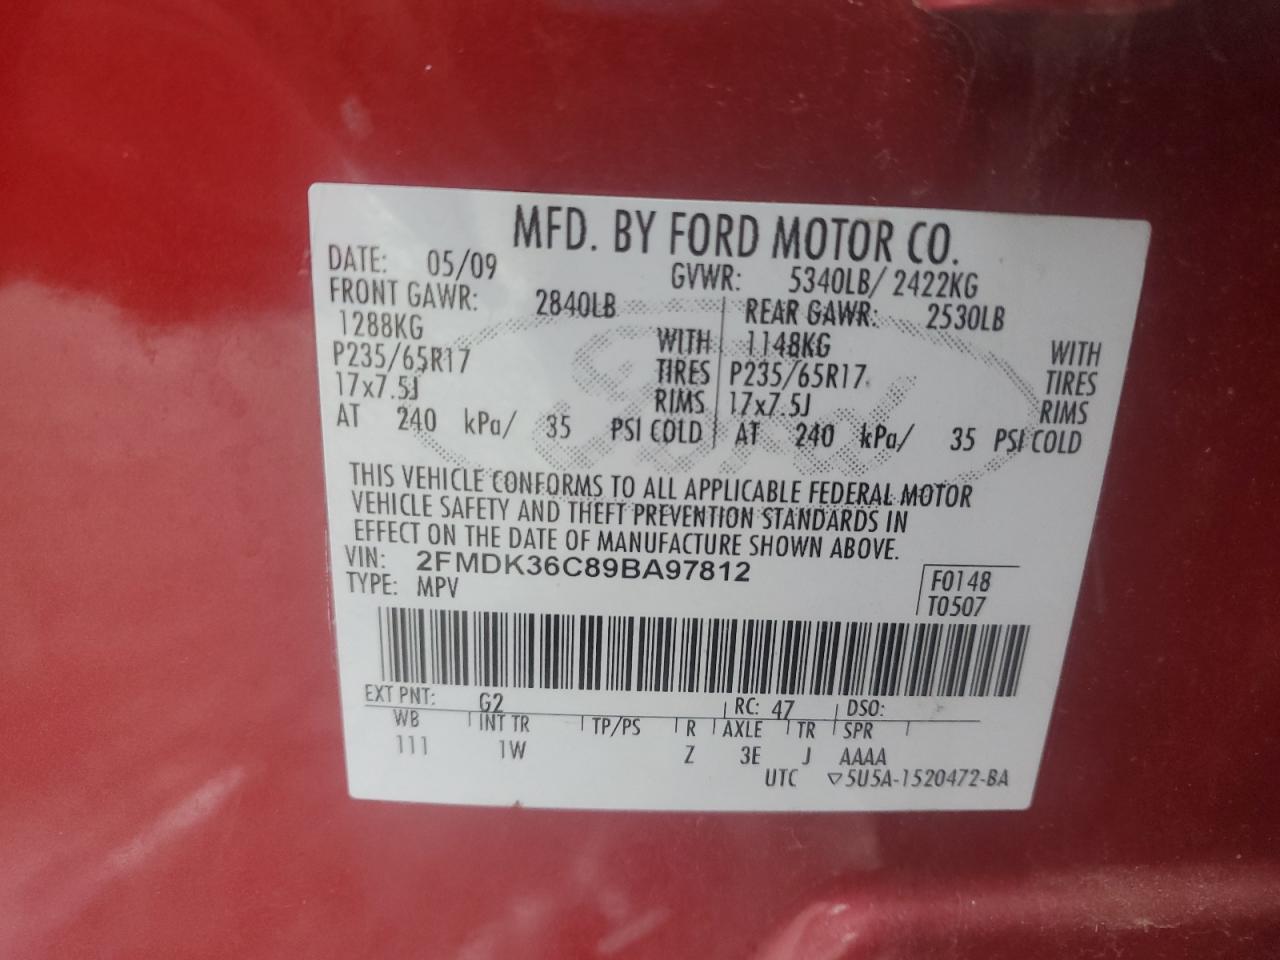 MFD. BY FORD MOTOR CO.
DATE: 05/09 GVWR: 5340LB/ 2422KG
FRONT GAWR: 2840LB REAR GAWR: 2530LB
1288KG WITH 1148KG WITH
P235/65R17 TIRES P235/65R17 TIRES
17x7.5J RIMS 17x7.5J RIMS
AT 240 kPa/ 35 PSI COLD AT 240 kPa/ 35 PSI COLD
Ford
THIS VEHICLE CONFORMS TO ALL APPLICABLE FEDERAL MOTOR
VEHICLE SAFETY AND THEFT PREVENTION STANDARDS IN
EFFECT ON THE DATE OF MANUFACTURE SHOWN ABOVE.
VIN: 2FMDK36C89BA97812 F0148
TYPE: MPV T0507
EXT PNT: G2 RC: 47 DSO:
WB INT TR TP/PS R AXLE TR SPR
111 1W Z 3E J AAAA
UTC ▽5U5A-1520472-BA